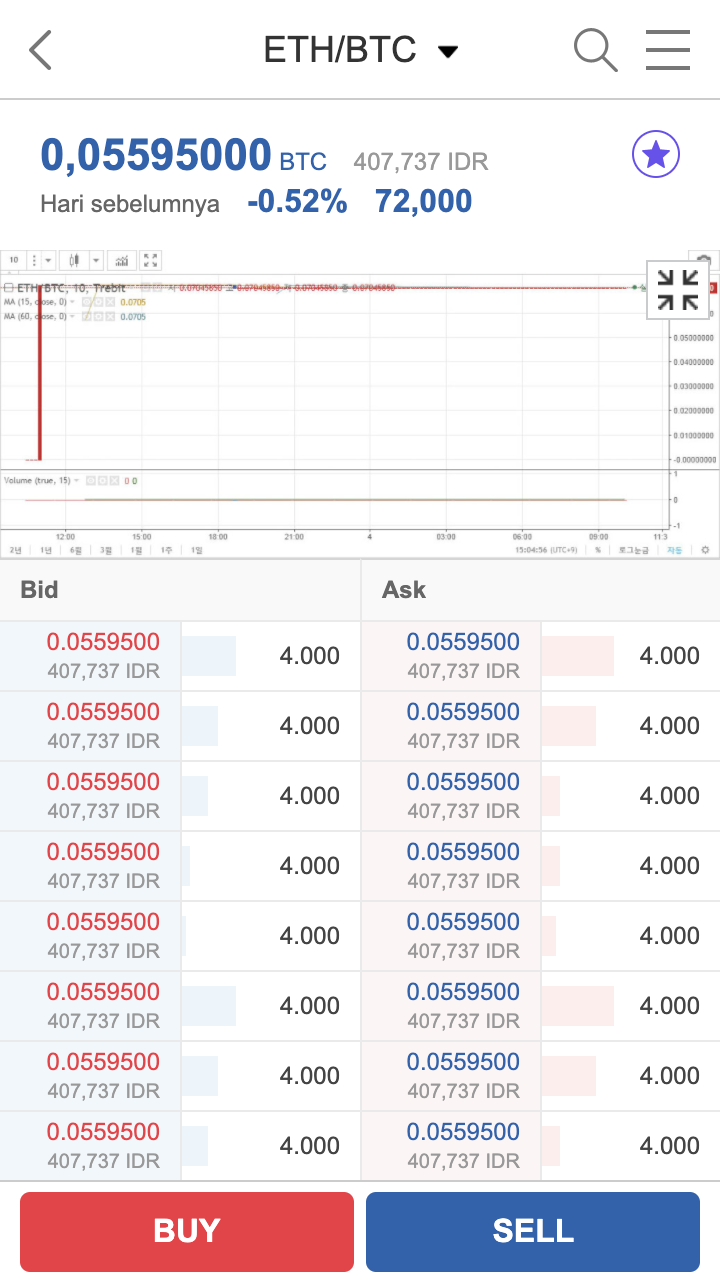 ETH/BTC
0,05595000 BTC 407,737 IDR
Hari sebelumnya -0.52% 72,000
10
ETH/BTC, 10, Trebit 0.07045850 고 0.07045850 저 0.07045850 종 0.07045850
MA (15, close, 0) 0.0705
MA (60, close, 0) 0.0705
0.05000000
0.04000000
0.03000000
0.02000000
0.01000000
-0.00000000
Volume (true, 15) 0 0
1
0
-1
12:00 15:00 18:00 21:00 4 03:00 06:00 09:00 11:3
2년 1년 6월 3월 1월 1주 1일 15:04:56 (UTC+9) % 로그눈금 자동
Bid Ask
0.0559500 4.000 0.0559500 4.000
407,737 IDR 407,737 IDR
0.0559500 4.000 0.0559500 4.000
407,737 IDR 407,737 IDR
0.0559500 4.000 0.0559500 4.000
407,737 IDR 407,737 IDR
0.0559500 4.000 0.0559500 4.000
407,737 IDR 407,737 IDR
0.0559500 4.000 0.0559500 4.000
407,737 IDR 407,737 IDR
0.0559500 4.000 0.0559500 4.000
407,737 IDR 407,737 IDR
0.0559500 4.000 0.0559500 4.000
407,737 IDR 407,737 IDR
0.0559500 4.000 0.0559500 4.000
407,737 IDR 407,737 IDR
BUY SELL